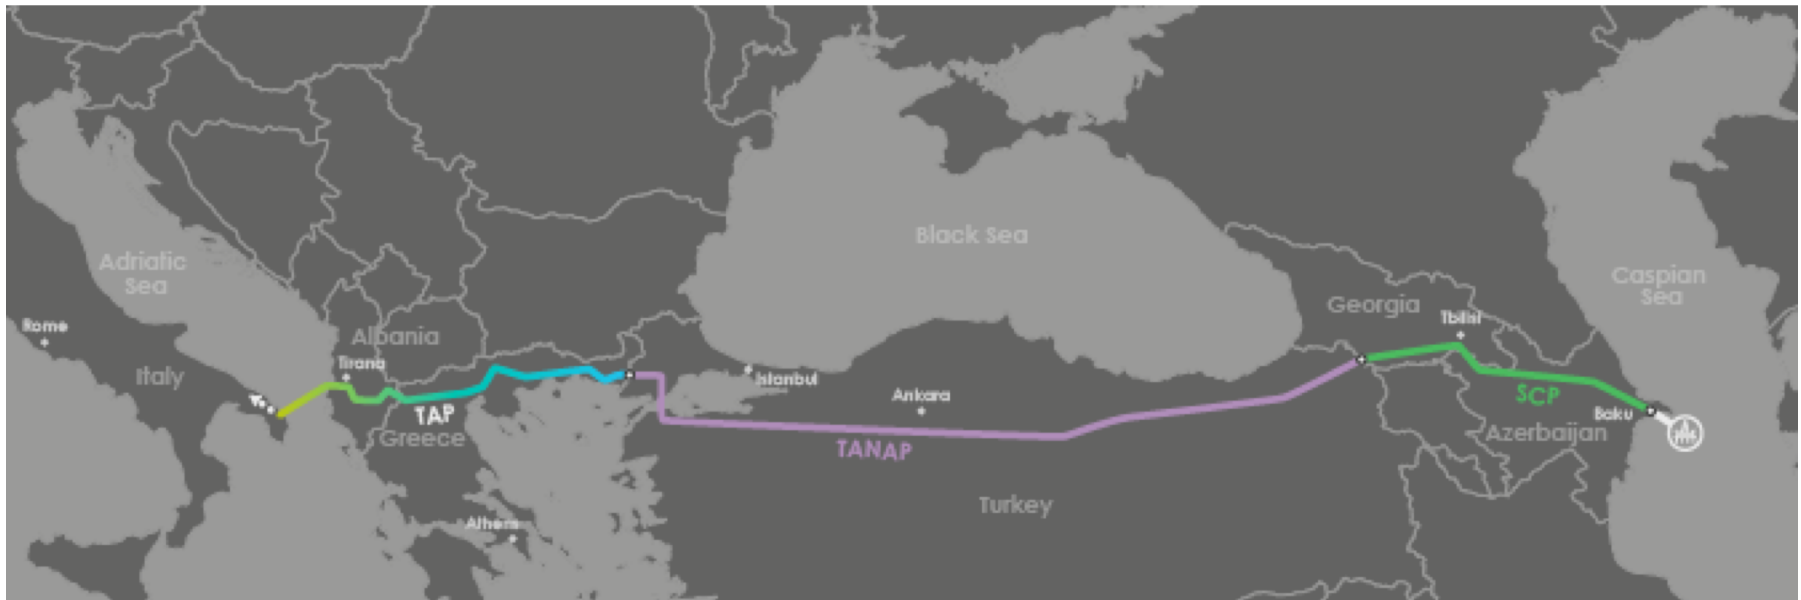 Black Sea
Adriatic
Sea
Caspian
Sea
Georgia
Tbilisi
Rome
Albania
Tirana
Italy
Istanbul
Ankara
SCP
Baku
TAP
Greece
Azerbaijan
TANAP
Turkey
Athens